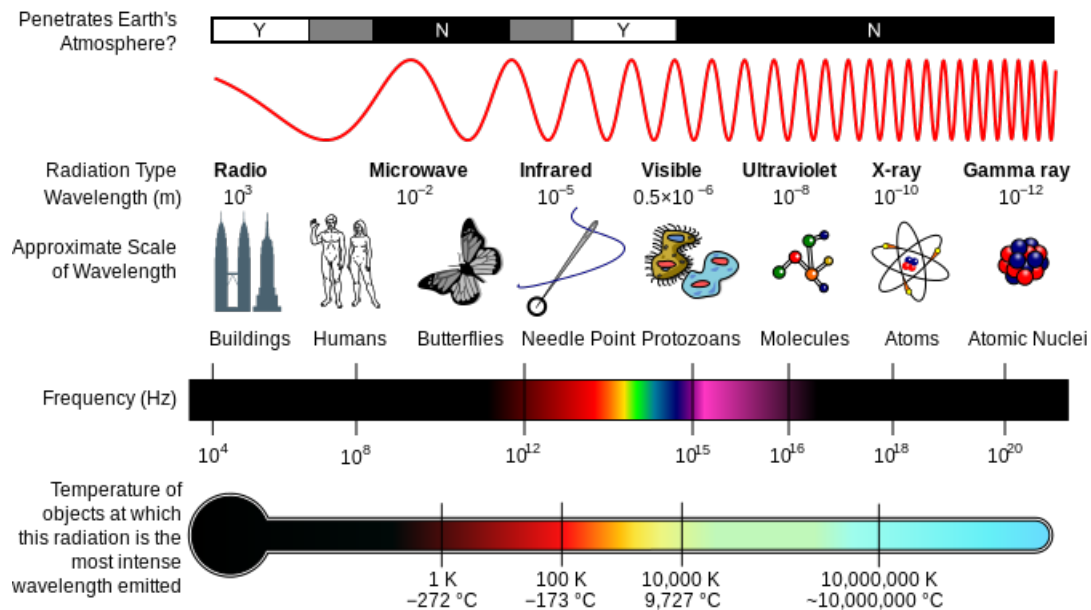 Penetrates Earth's
Atmosphere?
Y N Y N
Radiation Type Radio Microwave Infrared Visible Ultraviolet X-ray Gamma ray
Wavelength (m) 10³ 10⁻² 10⁻⁵ 0.5×10⁻⁶ 10⁻⁸ 10⁻¹⁰ 10⁻¹²
Approximate Scale
of Wavelength
Buildings Humans Butterflies Needle Point Protozoans Molecules Atoms Atomic Nuclei
Frequency (Hz)
10⁴ 10⁸ 10¹² 10¹⁵ 10¹⁶ 10¹⁸ 10²⁰
Temperature of
objects at which
this radiation is the
most intense
wavelength emitted
1 K 100 K 10,000 K 10,000,000 K
−272 °C −173 °C 9,727 °C ~10,000,000 °C